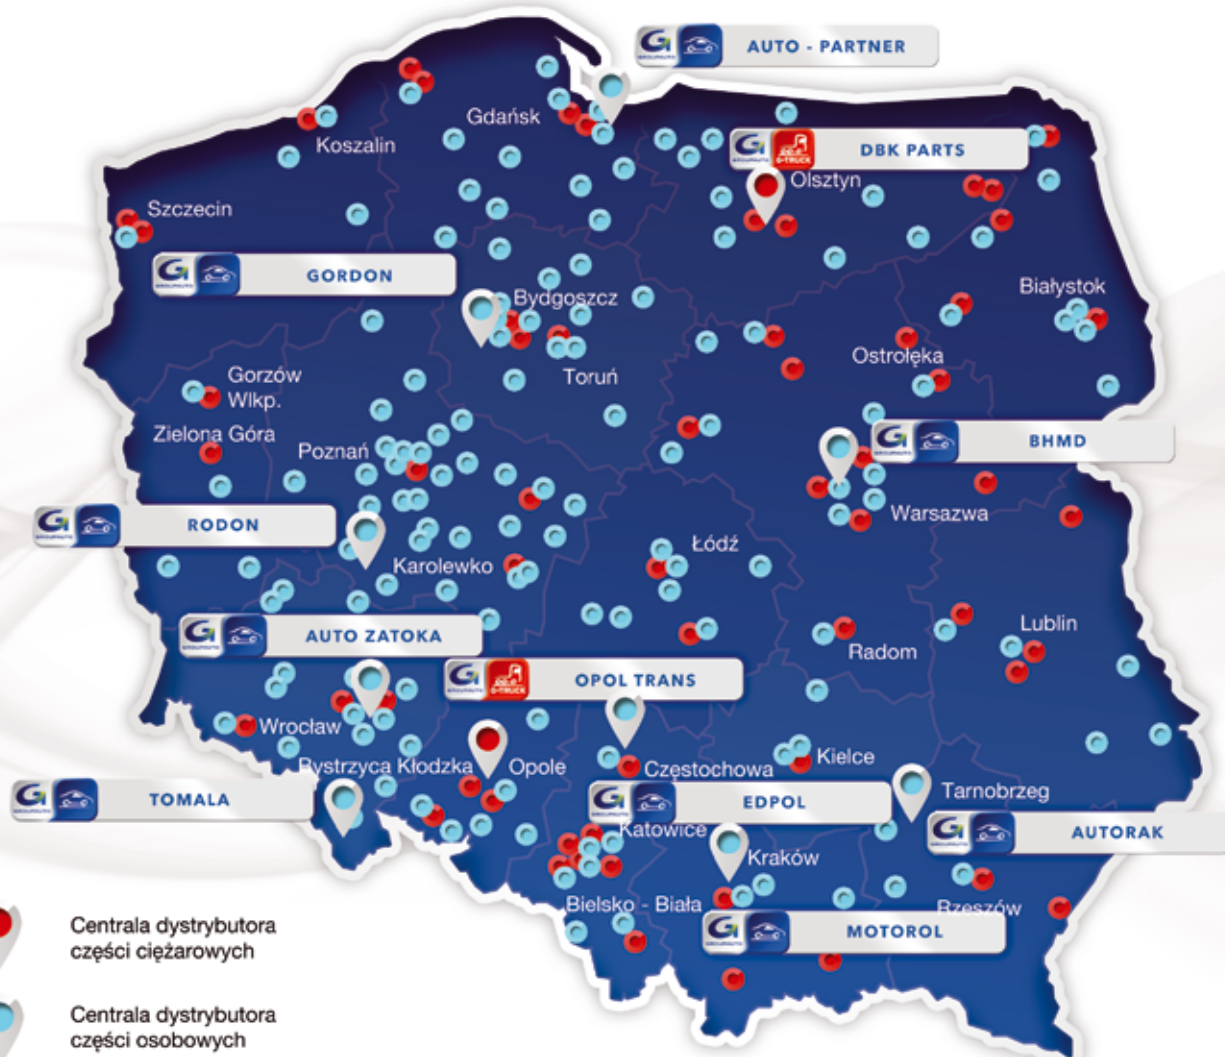 AUTO - PARTNER
Gdańsk
Koszalin
DBK PARTS
Olsztyn
Szczecin
GORDON
Białystok
Bydgoszcz
Ostrołęka
Toruń
Gorzów
Wlkp.
Zielona Góra
Poznań
BHMD
Warsazwa
RODON
Karolewko
Łódź
AUTO ZATOKA
Lublin
Radom
OPOL TRANS
Wrocław
Bystrzyca Kłodzka
Opole
Częstochowa
Kielce
TOMALA
EDPOL
Tarnobrzeg
Katowice
AUTORAK
Kraków
Bielsko - Biała
Rzeszów
MOTOROL
Centrala dystrybutora
części ciężarowych
Centrala dystrybutora
części osobowych